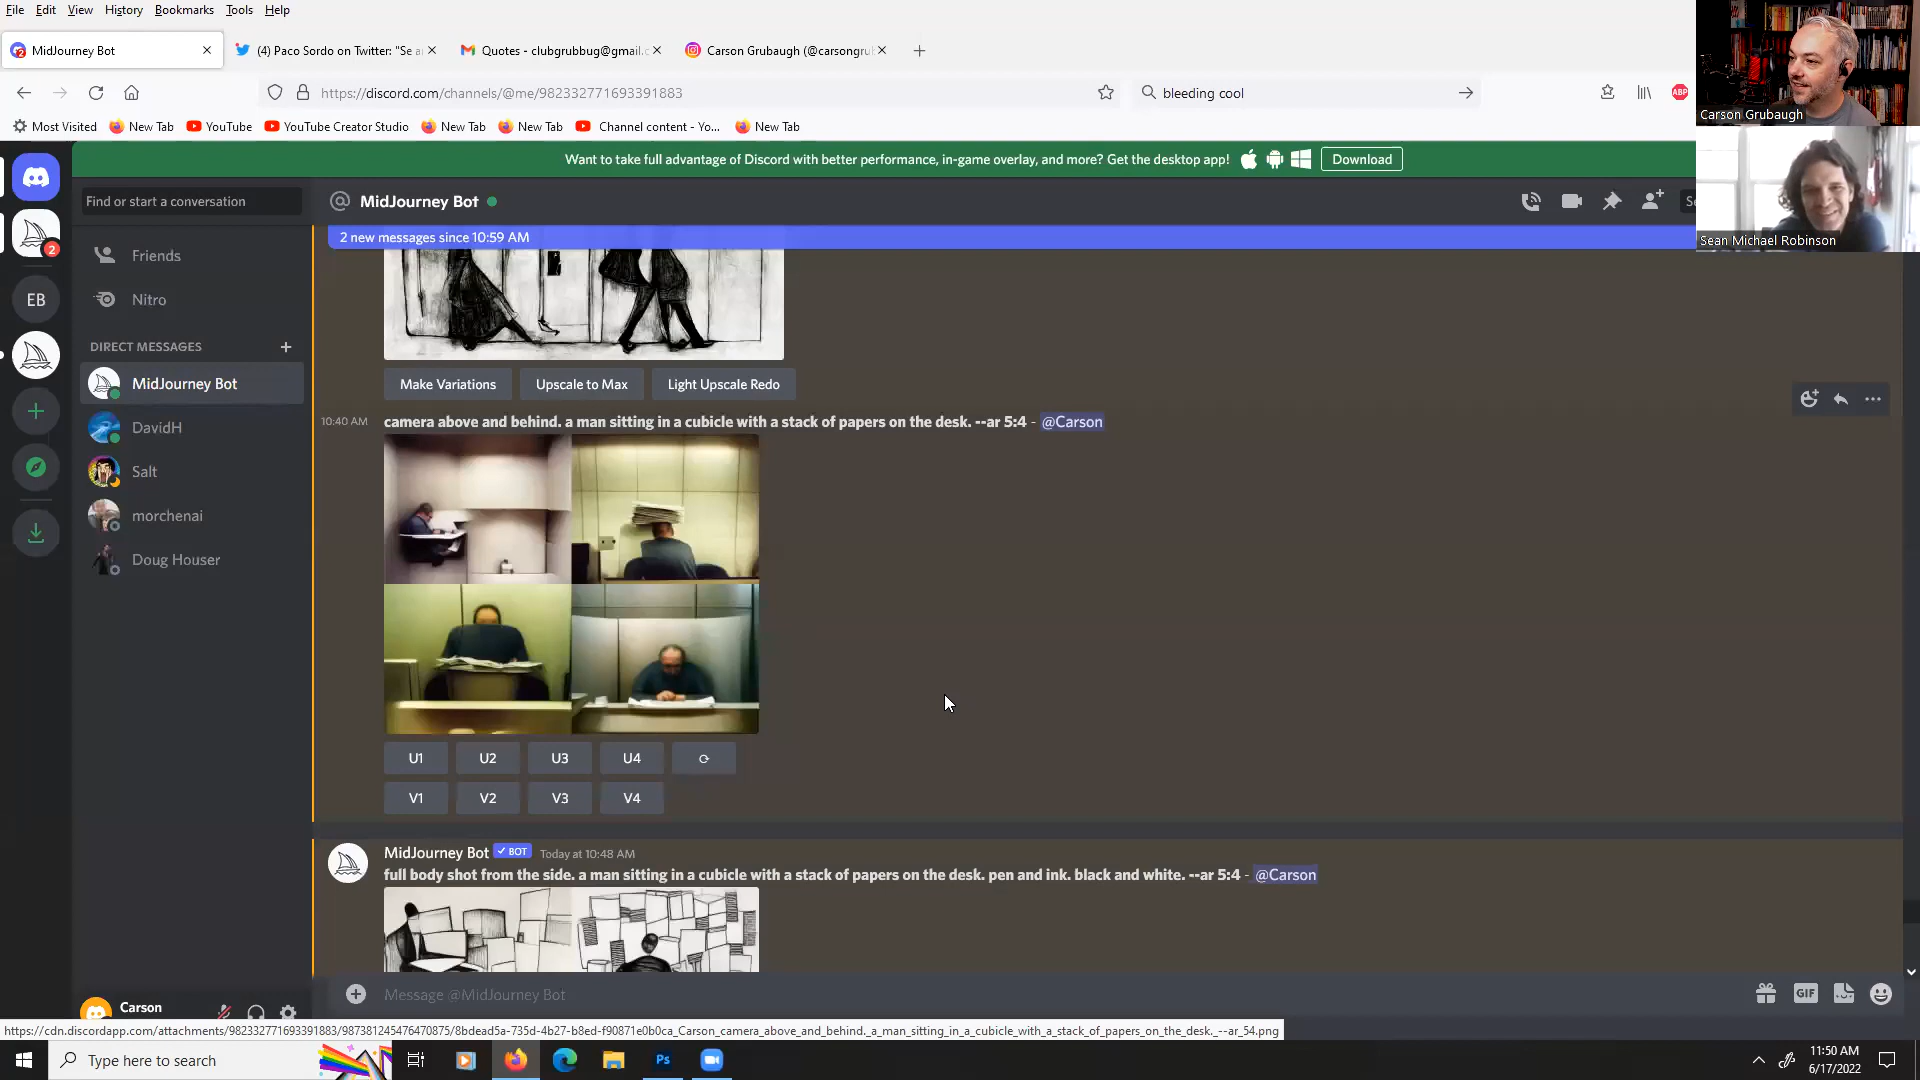 File Edit View History Bookmarks Tools Help
MidJourney Bot
(4) Paco Sordo on Twitter: "Se a
Quotes - clubgrubbug@gmail.c
Carson Grubaugh (@carsongru
https://discord.com/channels/@me/982332771693391883
bleeding cool
ABP
Most Visited New Tab YouTube YouTube Creator Studio New Tab New Tab Channel content - Yo... New Tab
Carson Grubaugh
Sean Michael Robinson
Want to take full advantage of Discord with better performance, in-game overlay, and more? Get the desktop app! Download
Find or start a conversation
MidJourney Bot
Se
2 new messages since 10:59 AM
2
EB
Friends
Nitro
DIRECT MESSAGES
MidJourney Bot
DavidH
Salt
morchenai
Doug Houser
Carson
Make Variations Upscale to Max Light Upscale Redo
10:40 AM camera above and behind. a man sitting in a cubicle with a stack of papers on the desk. --ar 5:4 - @Carson
U1 U2 U3 U4
V1 V2 V3 V4
MidJourney Bot BOT Today at 10:48 AM
full body shot from the side. a man sitting in a cubicle with a stack of papers on the desk. pen and ink. black and white. --ar 5:4 - @Carson
Message @MidJourney Bot
GIF
https://cdn.discordapp.com/attachments/982332771693391883/987381245476470875/8bdead5a-735d-4b27-b8ed-f90871e0b0ca_Carson_camera_above_and_behind._a_man_sitting_in_a_cubicle_with_a_stack_of_papers_on_the_desk._--ar_54.png
Type here to search
Ps
11:50 AM
6/17/2022